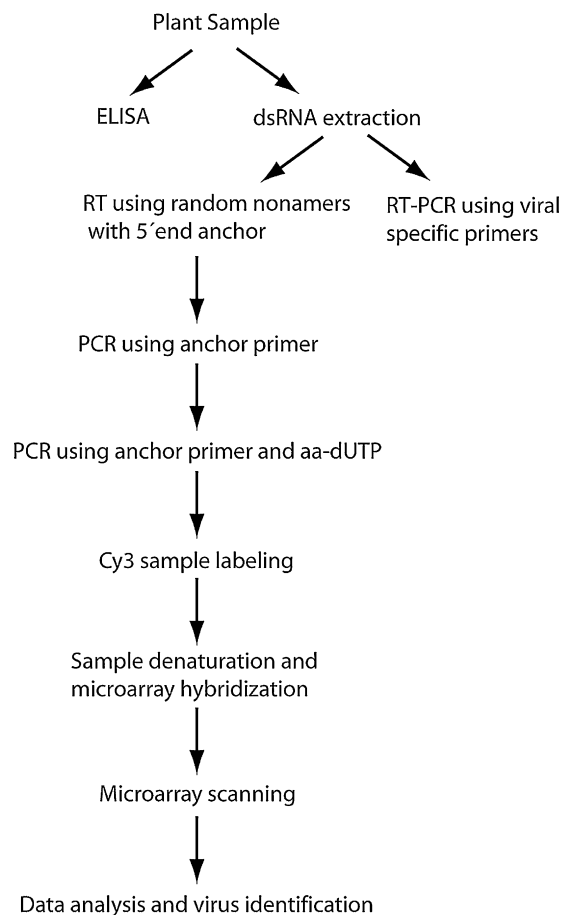 Plant Sample
ELISA
dsRNA extraction
RT using random nonamers
with 5´end anchor
RT-PCR using viral
specific primers
PCR using anchor primer
PCR using anchor primer and aa-dUTP
Cy3 sample labeling
Sample denaturation and
microarray hybridization
Microarray scanning
Data analysis and virus identification